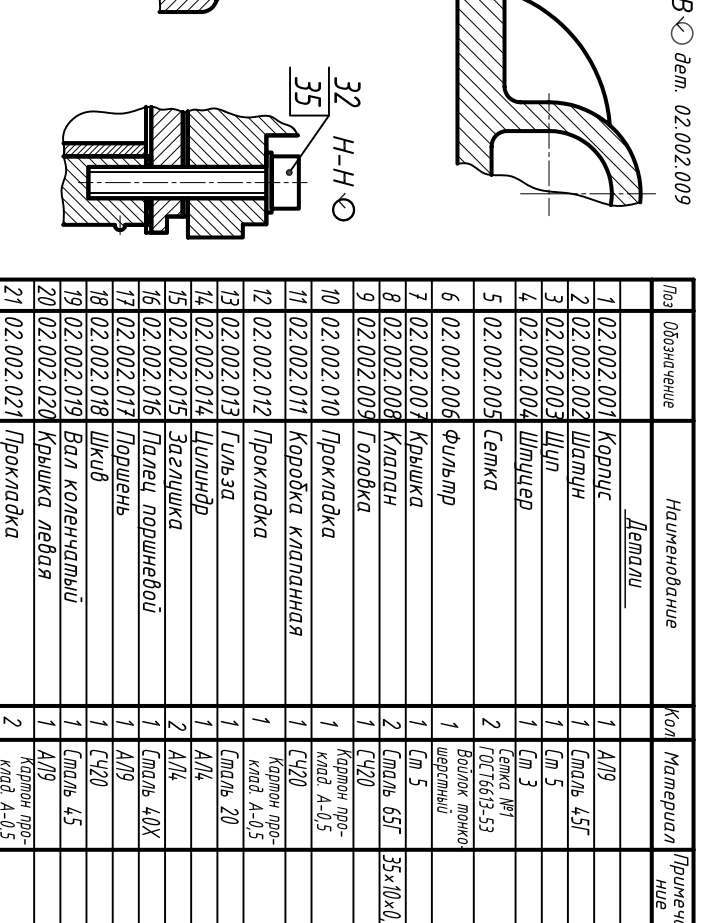 В дет. 02.002.009
32
35
Н-Н
Поз Обозначение Наименование Кол Материал Примеча
ние
Детали
1 02.002.001 Корпус 1 АЛ9
2 02.002.002 Шатун 1 Сталь 45Г
3 02.002.003 Щуп 1 Ст 5
4 02.002.004 Штуцер 1 Ст 3
5 02.002.005 Сетка 2 Сетка №1
ГОСТ6613-53
6 02.002.006 Фильтр 1 Войлок тонко-
шерстный
7 02.002.007 Крышка 1 Ст 5
8 02.002.008 Клапан 2 Сталь 65Г 35х10х0,
9 02.002.009 Головка 1 СЧ20
10 02.002.010 Прокладка 1 Картон про-
клад. А-0,5
11 02.002.011 Коробка клапанная 1 СЧ20
12 02.002.012 Прокладка 1 Картон про-
клад. А-0,5
13 02.002.013 Гильза 1 Сталь 20
14 02.002.014 Цилиндр 1 АЛ4
15 02.002.015 Заглушка 2 АЛ4
16 02.002.016 Палец поршневой 1 Сталь 40Х
17 02.002.017 Поршень 1 АЛ9
18 02.002.018 Шкив 1 СЧ20
19 02.002.019 Вал коленчатый 1 Сталь 45
20 02.002.020 Крышка левая 1 АЛ9
21 02.002.021 Прокладка 2 Картон про-
клад. А-0,5